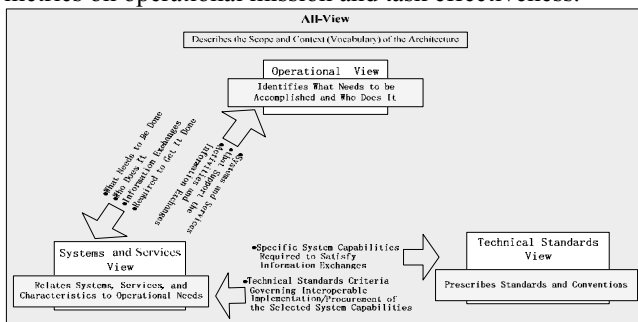 metrics on operational mission and task effectiveness.
All-View
Describes the Scope and Context (Vocabulary) of the Architecture
Operational View
Identifies What Needs to be
Accomplished and Who Does It
•What Needs to Be Done
•Who Does It
•Information Exchanges
•Required to Get It Done
•Systems and Services
•that Support the
Activities and
Information Exchanges
Systems and Services
View
Relates Systems, Services, and
Characteristics to Operational Needs
•Specific System Capabilities
Required to Satisfy
Information Exchanges
•Technical Standards Criteria
Governing Interoperable
Implementation/Procurement of
the Selected System Capabilities
Technical Standards
View
Prescribes Standards and Conventions